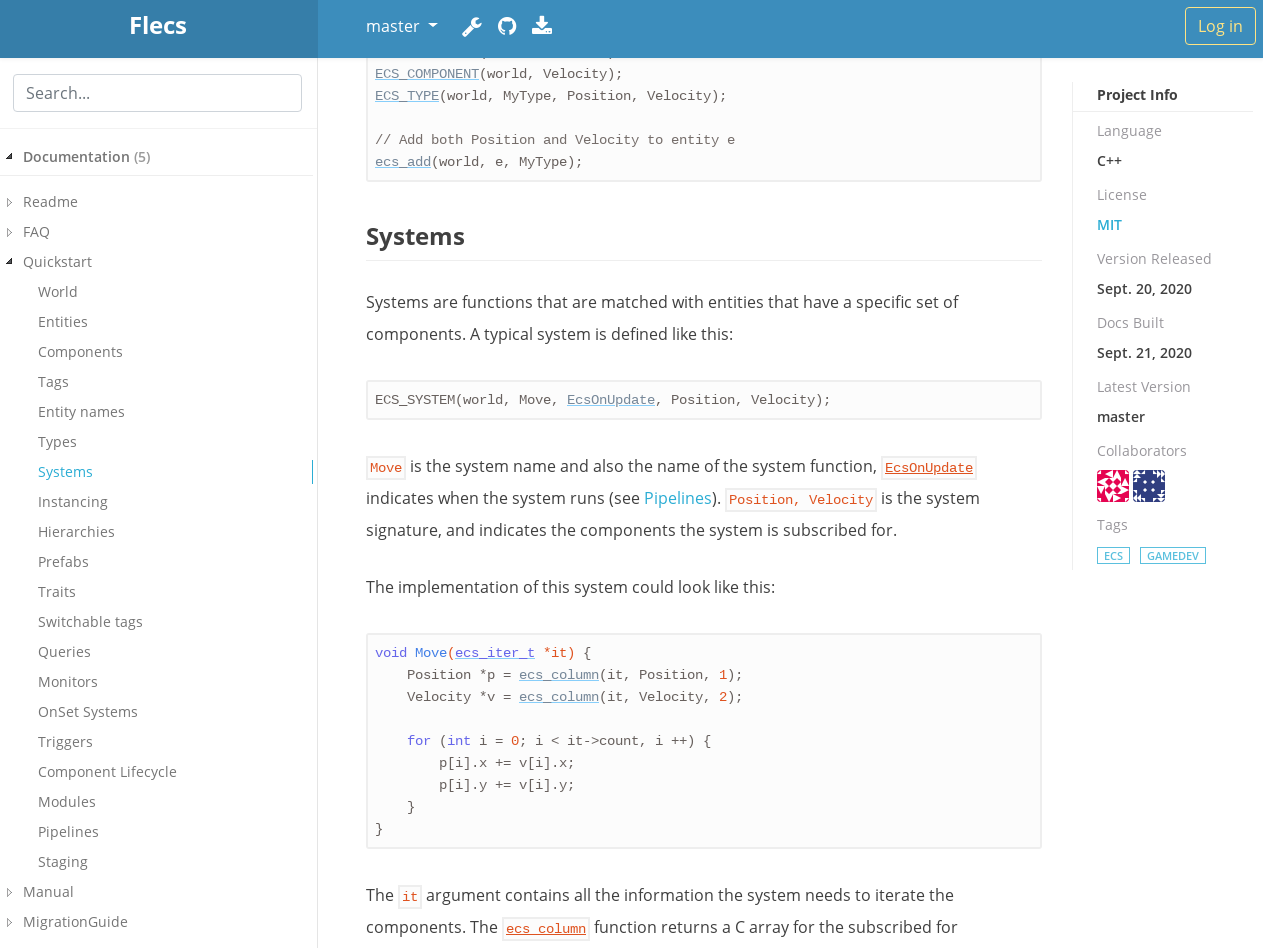 Flecs
master
Log in
Search...
Documentation (5)
Readme
FAQ
Quickstart
World
Entities
Components
Tags
Entity names
Types
Systems
Instancing
Hierarchies
Prefabs
Traits
Switchable tags
Queries
Monitors
OnSet Systems
Triggers
Component Lifecycle
Modules
Pipelines
Staging
Manual
MigrationGuide
ECS_COMPONENT(world, Velocity);
ECS_TYPE(world, MyType, Position, Velocity);
// Add both Position and Velocity to entity e
ecs_add(world, e, MyType);
Systems
Systems are functions that are matched with entities that have a specific set of
components. A typical system is defined like this:
ECS_SYSTEM(world, Move, EcsOnUpdate, Position, Velocity);
Move is the system name and also the name of the system function, EcsOnUpdate
indicates when the system runs (see Pipelines). Position, Velocity is the system
signature, and indicates the components the system is subscribed for.
The implementation of this system could look like this:
void Move(ecs_iter_t *it) {
    Position *p = ecs_column(it, Position, 1);
    Velocity *v = ecs_column(it, Velocity, 2);
    for (int i = 0; i < it->count, i ++) {
        p[i].x += v[i].x;
        p[i].y += v[i].y;
    }
}
The it argument contains all the information the system needs to iterate the
components. The ecs_column function returns a C array for the subscribed for
Project Info
Language
C++
License
MIT
Version Released
Sept. 20, 2020
Docs Built
Sept. 21, 2020
Latest Version
master
Collaborators
Tags
ECS GAMEDEV